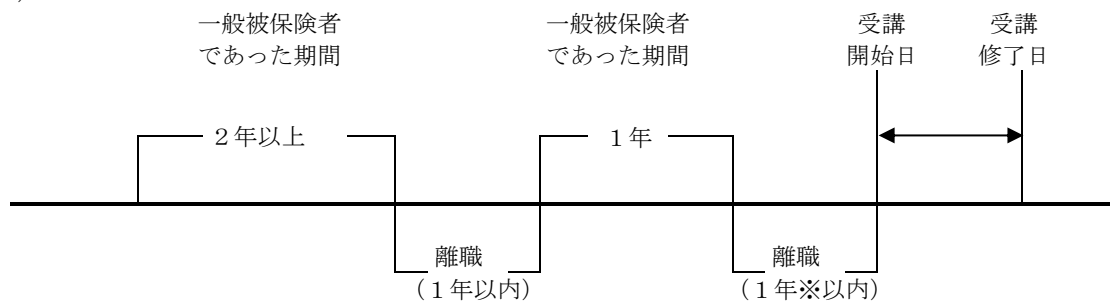 一般被保険者
であった期間
一般被保険者
であった期間
受講
開始日
受講
修了日
２年以上
１年
離職
（１年以内）
離職
（１年※以内）